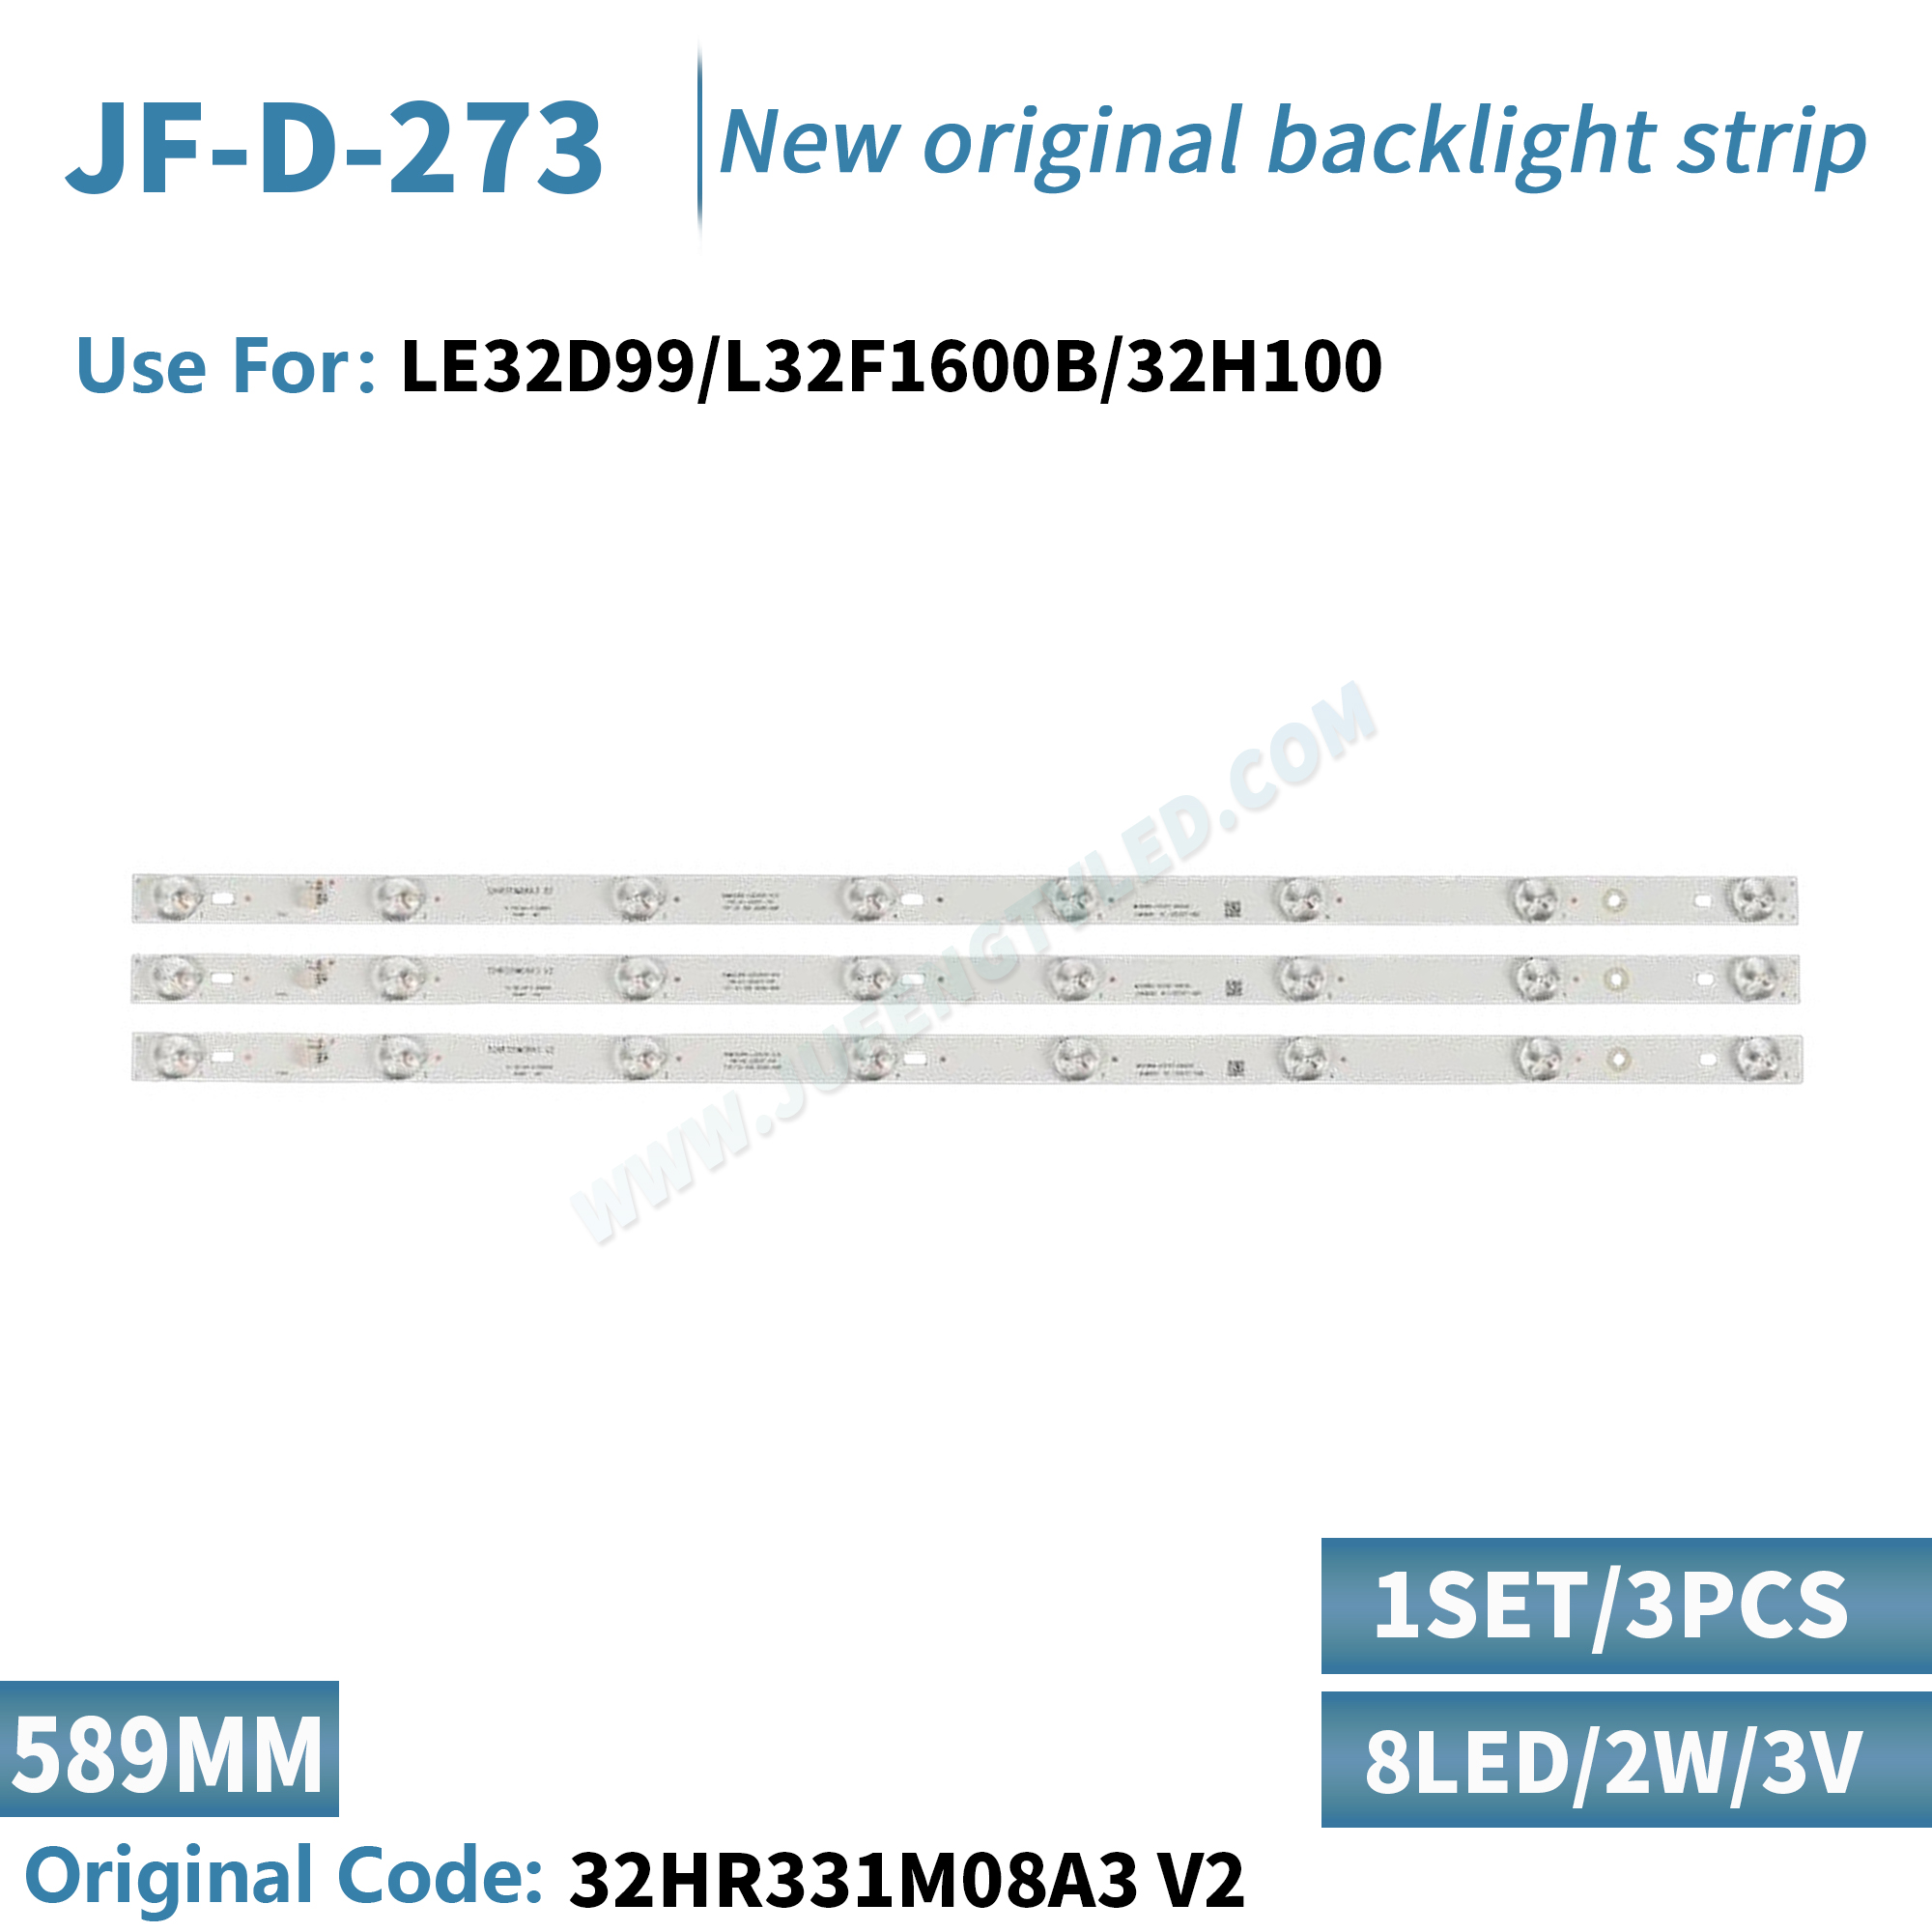 JF-D-273
New original backlight strip
Use For: LE32D99/L32F1600B/32H100
WWW.JUFENGTVLED.COM
1SET/3PCS
589MM
8LED/2W/3V
Original Code: 32HR331M08A3 V2